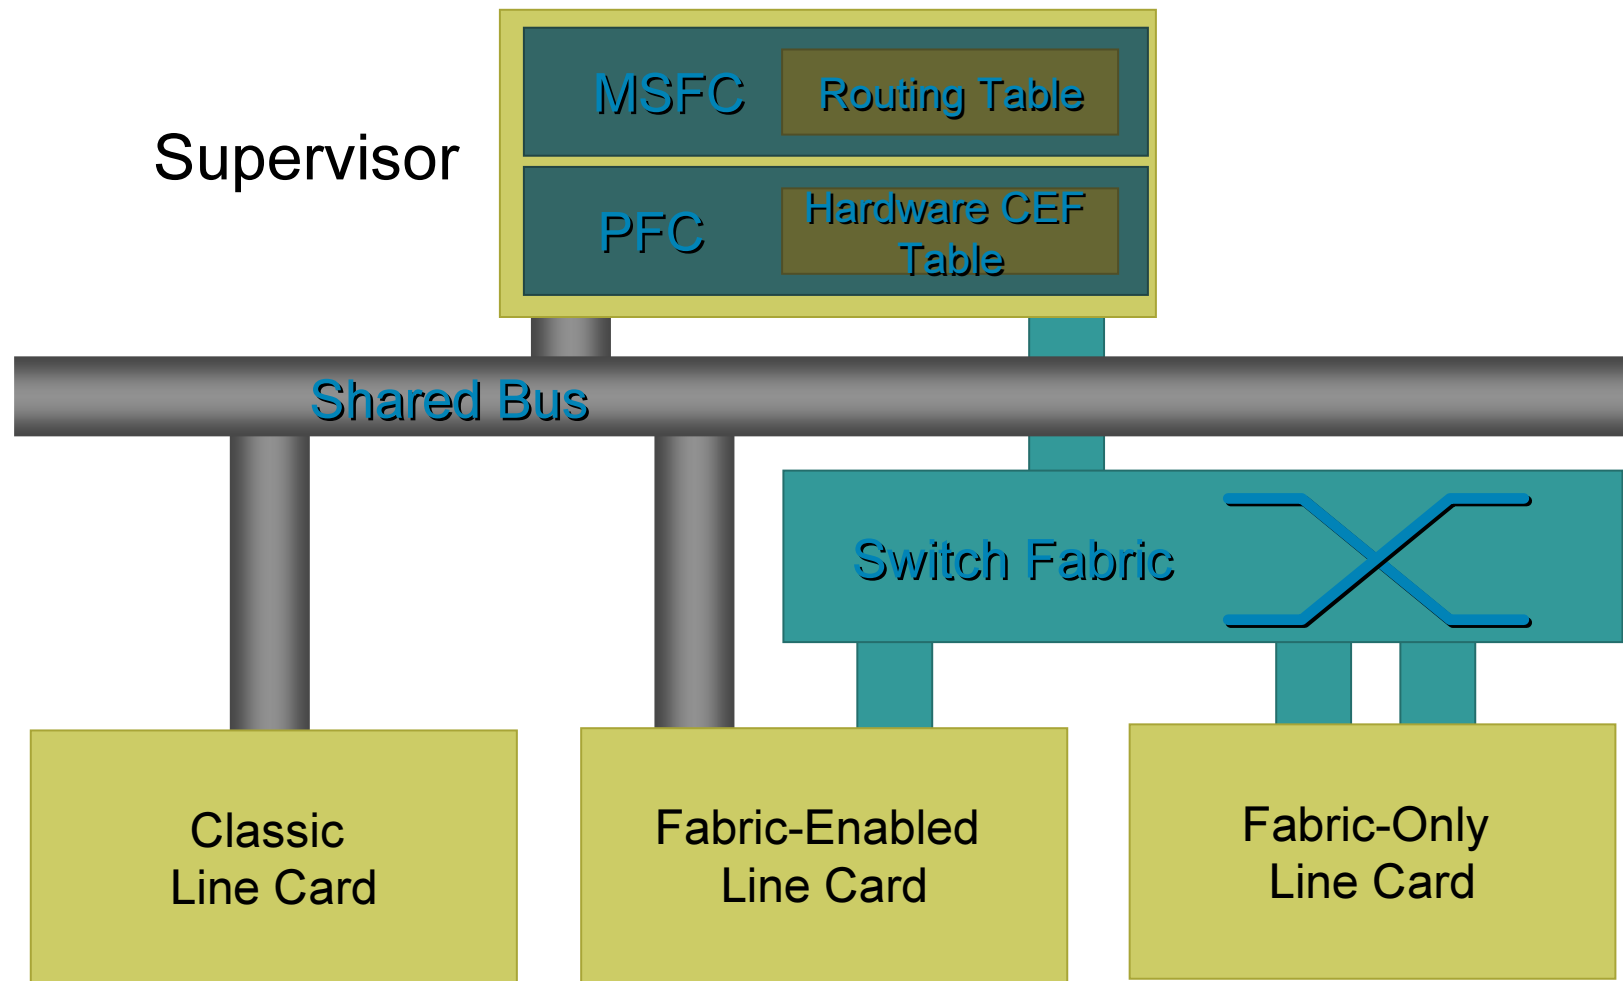 MSFC
Routing Table
Supervisor
PFC
Hardware CEF
Table
Shared Bus
Switch Fabric
Classic
Line Card
Fabric-Enabled
Line Card
Fabric-Only
Line Card